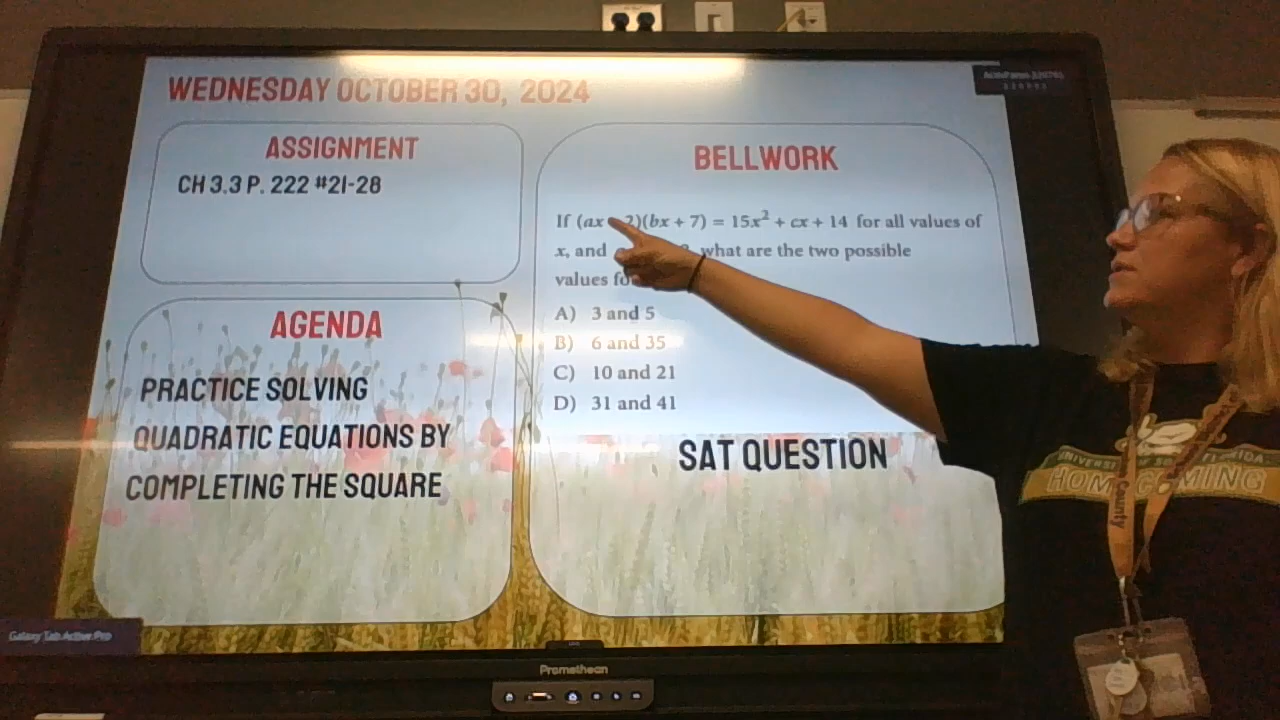 WEDNESDAY OCTOBER 30, 2024
ASSIGNMENT
CH 3.3 P. 222 #21-28
AGENDA
PRACTICE SOLVING
QUADRATIC EQUATIONS BY
COMPLETING THE SQUARE
BELLWORK
If (ax 2)(bx + 7) = 15x² + cx + 14 for all values of
x, and what are the two possible
values
A) 3 and 5
B) 6 and 35
C) 10 and 21
D) 31 and 41
SAT QUESTION
Galaxy Tab Active Pro
Promethean
UNIVERSITY
HOMECOMING
County